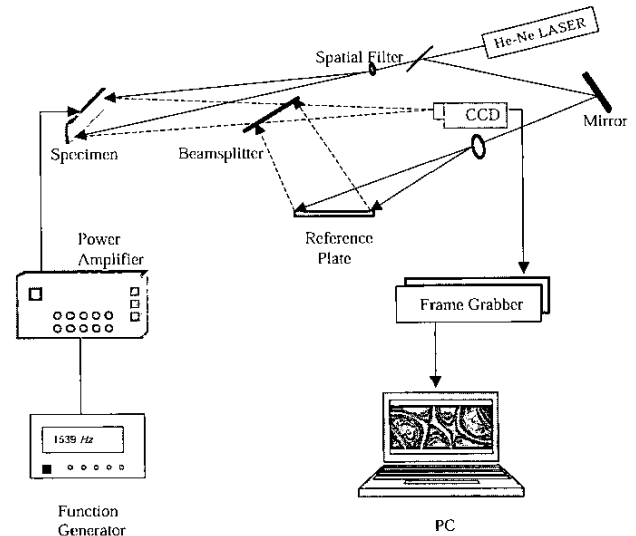 He-Ne LASER
Spatial Filter
CCD
Mirror
Specimen
Beamsplitter
Reference
Plate
Power
Amplifier
Frame Grabber
1539 Hz
Function
Generator
PC